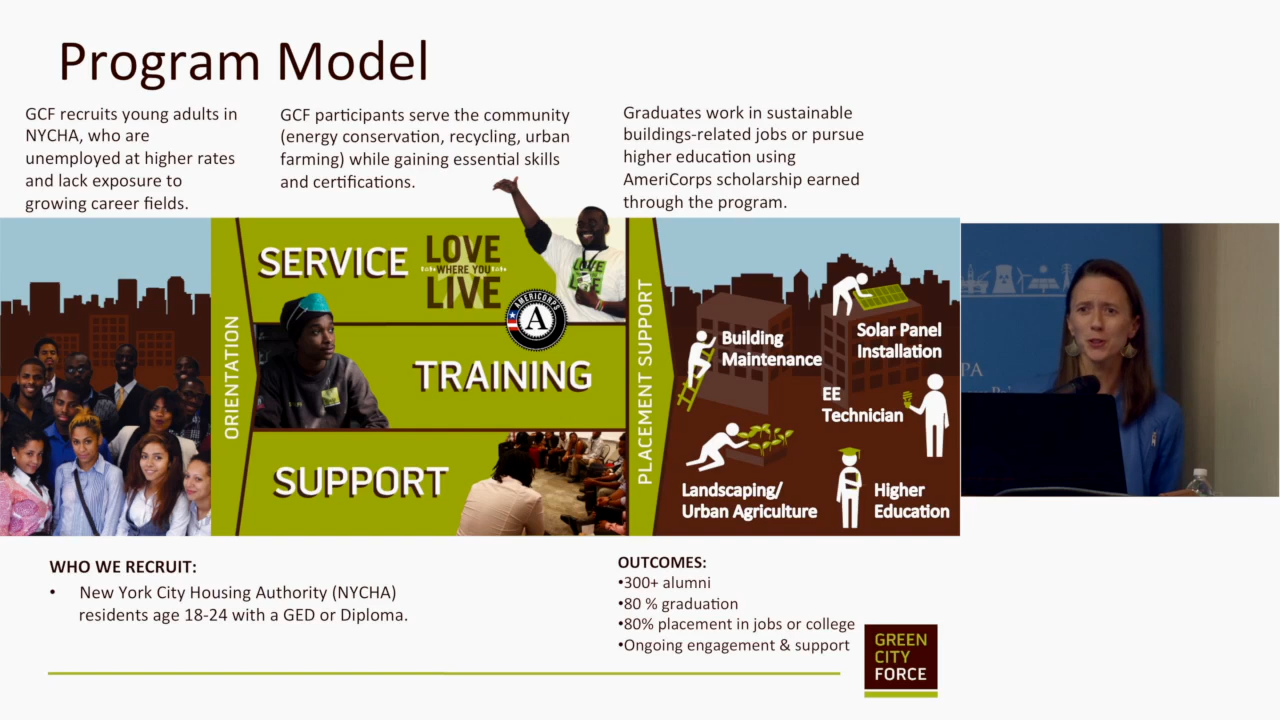 Program Model
GCF recruits young adults in
NYCHA, who are
unemployed at higher rates
and lack exposure to
growing career fields.
GCF participants serve the community
(energy conservation, recycling, urban
farming) while gaining essential skills
and certifications.
Graduates work in sustainable
buildings-related jobs or pursue
higher education using
AmeriCorps scholarship earned
through the program.
ORIENTATION
SERVICE
LOVE
WHERE YOU
LIVE
LOVE
LIVE
AMERICORPS
A
TRAINING
SUPPORT
PLACEMENT SUPPORT
Building
Maintenance
Solar Panel
Installation
EE
Technician
Landscaping/
Urban Agriculture
Higher
Education
PA
WHO WE RECRUIT:
• New York City Housing Authority (NYCHA)
residents age 18-24 with a GED or Diploma.
OUTCOMES:
•300+ alumni
•80 % graduation
•80% placement in jobs or college
•Ongoing engagement & support
GREEN
CITY
FORCE